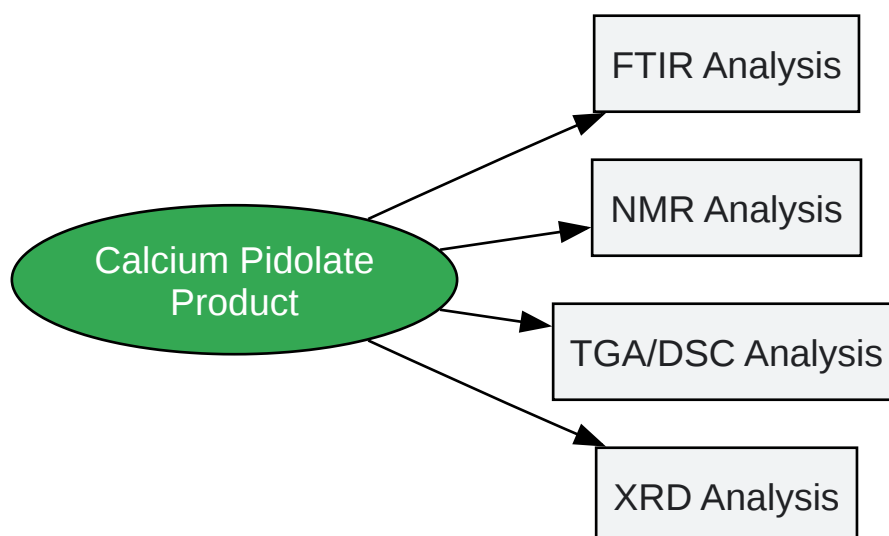 Calcium Pidolate
Product
FTIR Analysis
NMR Analysis
TGA/DSC Analysis
XRD Analysis